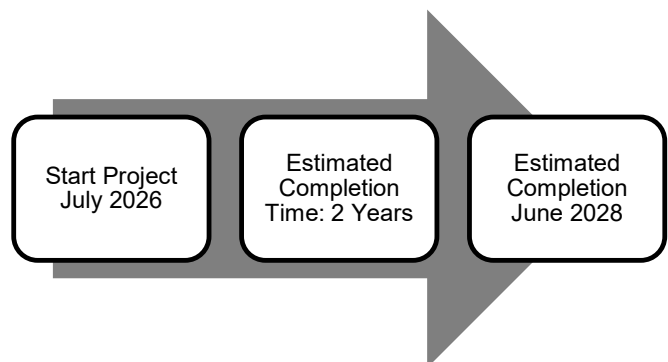 Start Project
July 2026
Estimated
Completion
Time: 2 Years
Estimated
Completion
June 2028